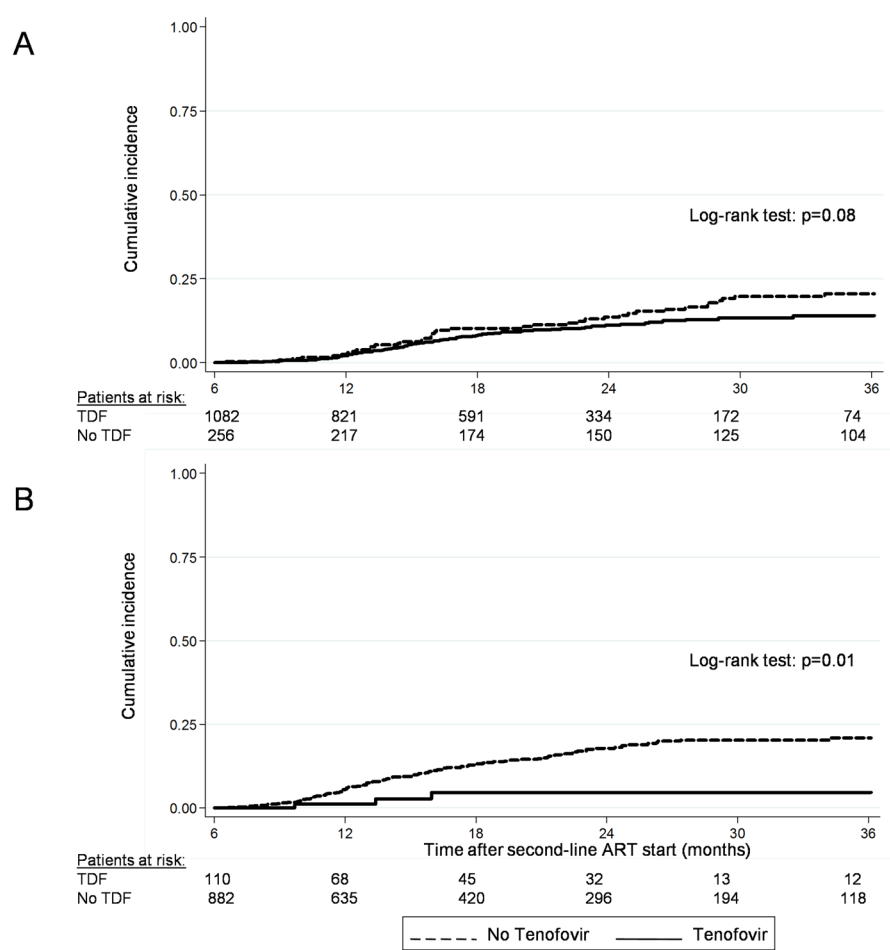 A
Cumulative incidence
1.00
0.75
0.50
0.25
0.00
Log-rank test: p=0.08
6 12 18 24 30 36
Patients at risk:
TDF 1082 821 591 334 172 74
No TDF 256 217 174 150 125 104
B
Cumulative incidence
1.00
0.75
0.50
0.25
0.00
Log-rank test: p=0.01
6 12 18 24 30 36
Time after second-line ART start (months)
Patients at risk:
TDF 110 68 45 32 13 12
No TDF 882 635 420 296 194 118
No Tenofovir Tenofovir